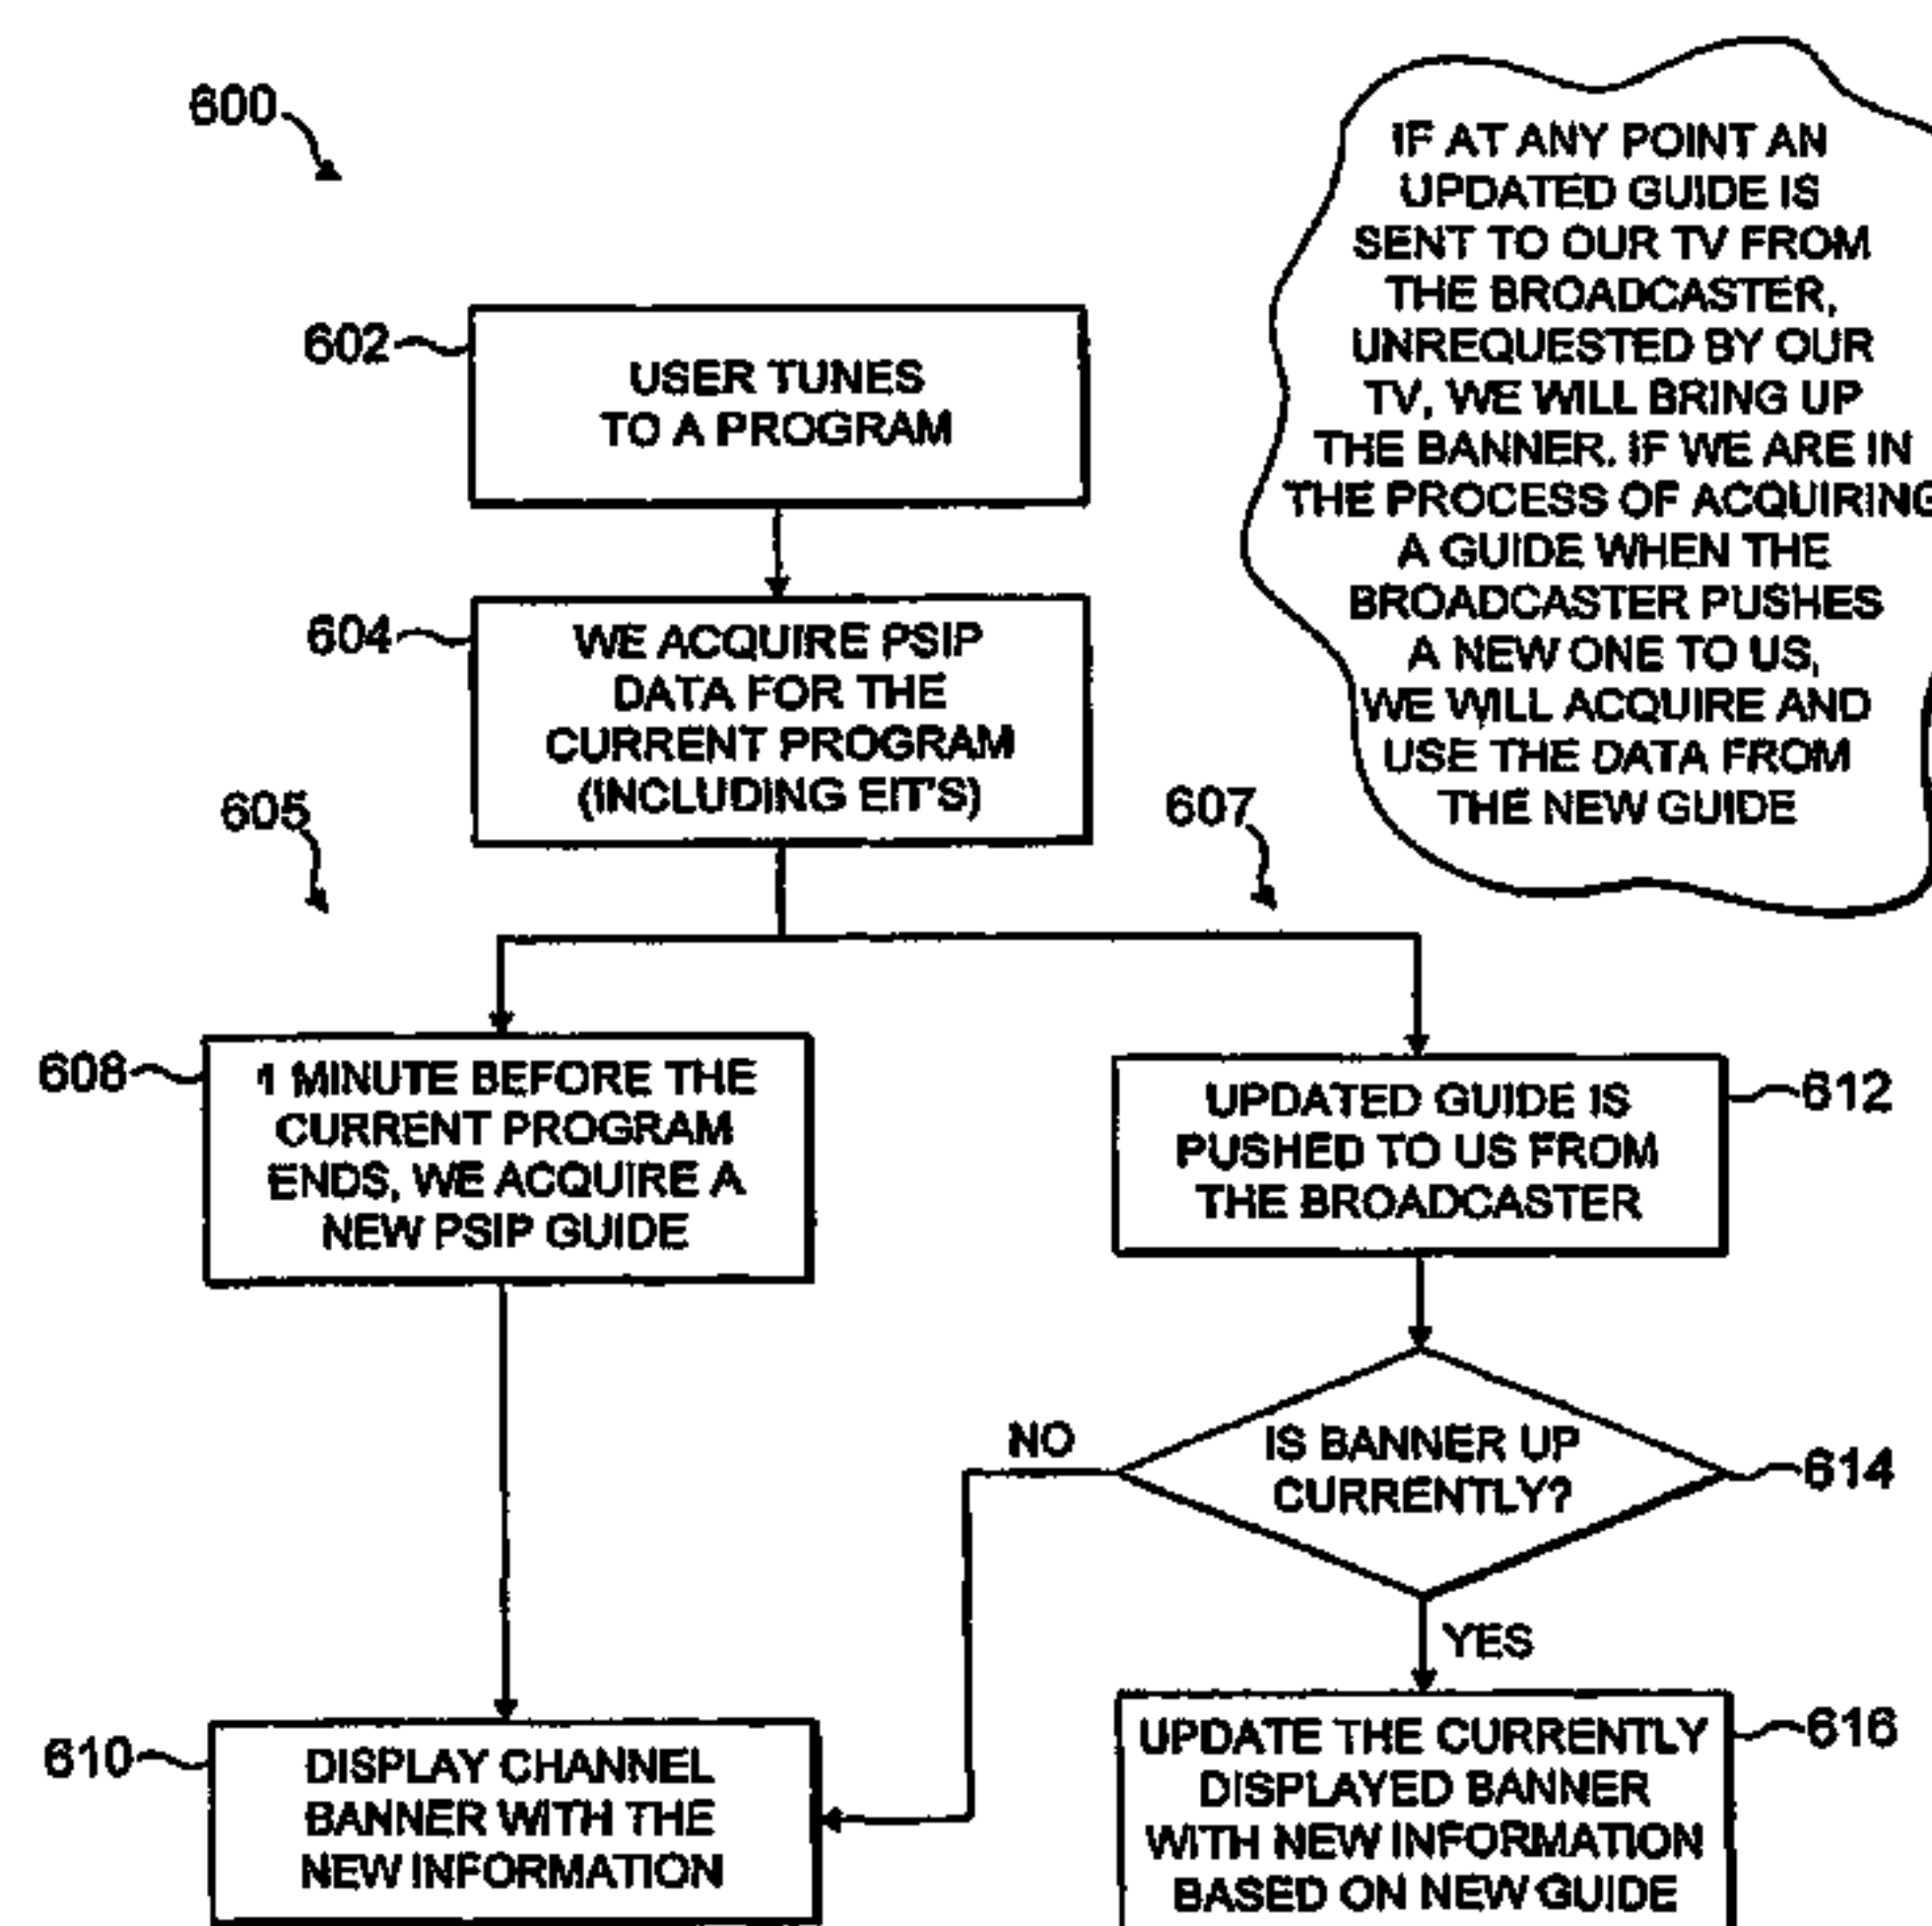 600
IF AT ANY POINT AN
UPDATED GUIDE IS
SENT TO OUR TV FROM
THE BROADCASTER,
UNREQUESTED BY OUR
TV, WE WILL BRING UP
THE BANNER. IF WE ARE IN
THE PROCESS OF ACQUIRING
A GUIDE WHEN THE
BROADCASTER PUSHES
A NEW ONE TO US,
WE WILL ACQUIRE AND
USE THE DATA FROM
THE NEW GUIDE
602
USER TUNES
TO A PROGRAM
604
WE ACQUIRE PSIP
DATA FOR THE
CURRENT PROGRAM
(INCLUDING EIT'S)
605
607
608
1 MINUTE BEFORE THE
CURRENT PROGRAM
ENDS, WE ACQUIRE A
NEW PSIP GUIDE
UPDATED GUIDE IS
PUSHED TO US FROM
THE BROADCASTER
612
NO
IS BANNER UP
CURRENTLY?
614
YES
610
DISPLAY CHANNEL
BANNER WITH THE
NEW INFORMATION
UPDATE THE CURRENTLY
DISPLAYED BANNER
WITH NEW INFORMATION
BASED ON NEW GUIDE
616